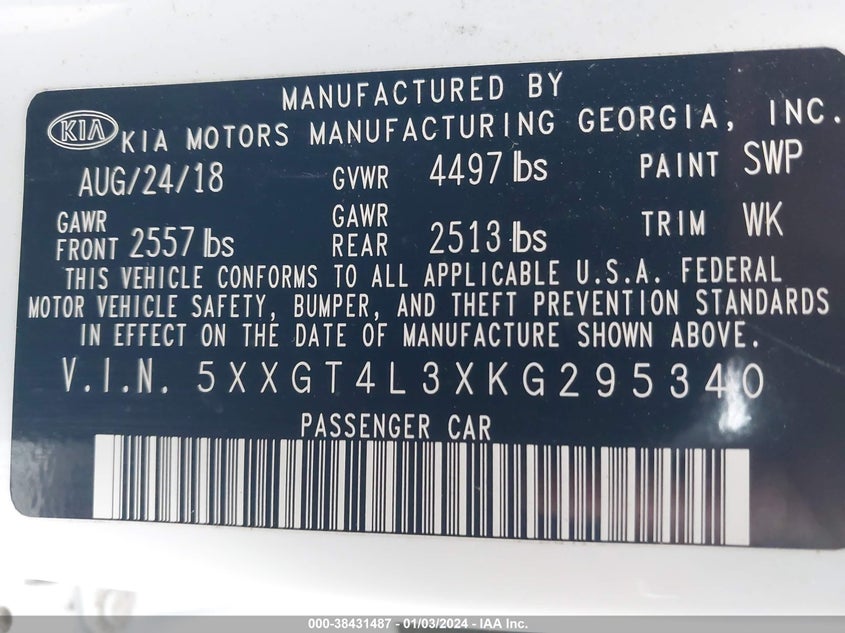 MANUFACTURED BY
KIA KIA MOTORS MANUFACTURING GEORGIA, INC.
AUG/24/18 GVWR 4497 lbs PAINT SWP
GAWR FRONT 2557 lbs GAWR REAR 2513 lbs TRIM WK
THIS VEHICLE CONFORMS TO ALL APPLICABLE U.S.A. FEDERAL
MOTOR VEHICLE SAFETY, BUMPER, AND THEFT PREVENTION STANDARDS
IN EFFECT ON THE DATE OF MANUFACTURE SHOWN ABOVE.
V.I.N. 5XXGT4L3XKG295340
PASSENGER CAR
000-38431487 - 01/03/2024 - IAA Inc.